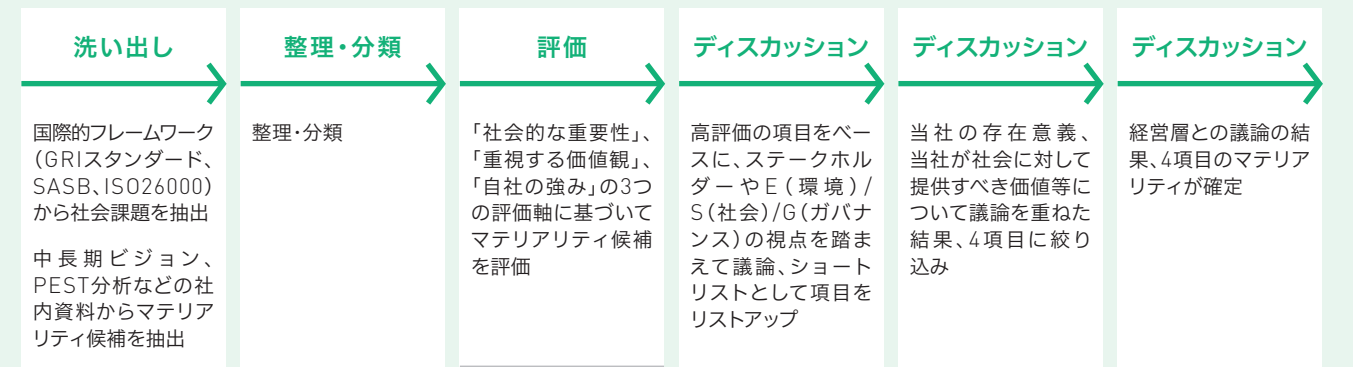 洗い出し
国際的フレームワーク
（GRIスタンダード、
SASB、ISO26000）
から社会課題を抽出
中長期ビジョン、
PEST分析などの社
内資料からマテリア
リティ候補を抽出
整理・分類
整理・分類
評価
「社会的な重要性」、
「重視する価値観」、
「自社の強み」の3つ
の評価軸に基づいて
マテリアリティ候補
を評価
ディスカッション
高評価の項目をベー
スに、ステークホル
ダーやE（環境）/
S（社会）/G（ガバナ
ンス）の視点を踏ま
えて議論、ショート
リストとして項目を
リストアップ
ディスカッション
当社の存在意義、
当社が社会に対して
提供すべき価値等に
ついて議論を重ねた
結果、4項目に絞り
込み
ディスカッション
経営層との議論の結
果、4項目のマテリア
リティが確定